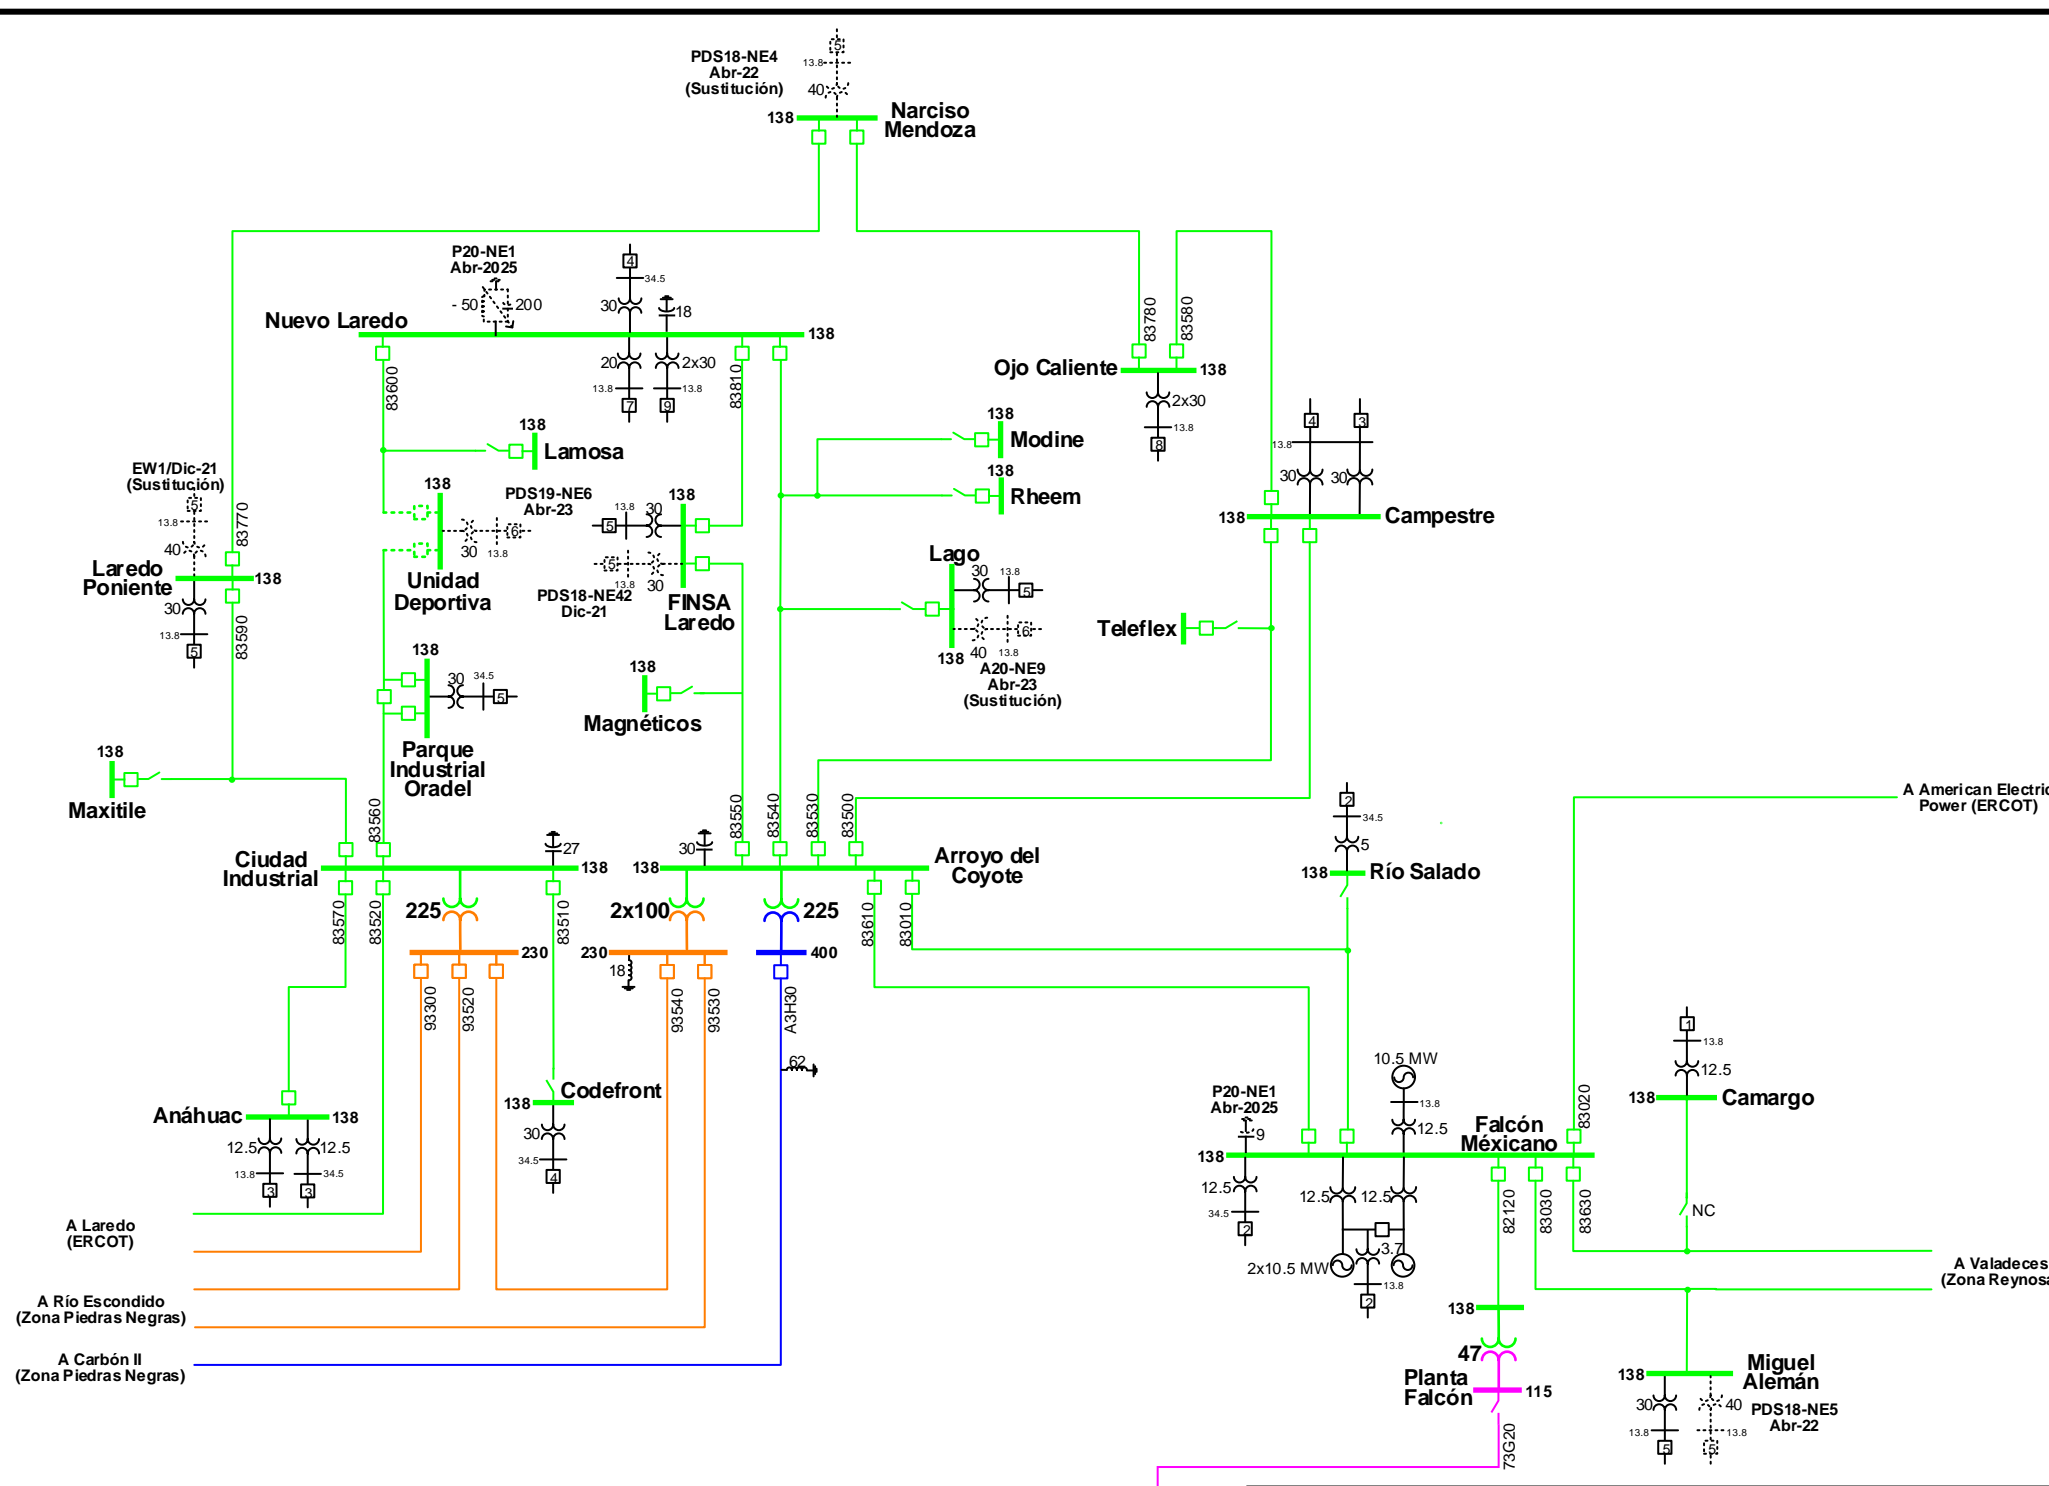 PDS18-NE4
Abr-22
(Sustitución)
5
13.8
40
138
Narciso
Mendoza
P20-NE1
Abr-2025
- 50
200
4
34.5
30
18
Nuevo Laredo
138
20
2x30
13.8
13.8
7
9
83600
83810
83780
83580
Ojo Caliente
138
2x30
13.8
8
138
Lamosa
138
Modine
138
Rheem
4
3
13.8
30
30
138
Campestre
EW1/Dic-21
(Sustitución)
5
13.8
40
83770
Laredo
Poniente
138
30
13.8
5
83590
138
6
30
13.8
Unidad
Deportiva
PDS19-NE6
Abr-23
138
13.8
30
5
5
13.8
30
PDS18-NE42
Dic-21
FINSA
Laredo
Lago
30
13.8
5
6
138
40
13.8
A20-NE9
Abr-23
(Sustitución)
Teleflex
138
30
34.5
5
Parque
Industrial
Oradel
138
Magnéticos
138
Maxitile
83560
83550
83540
83530
83500
27
30
Ciudad
Industrial
138
138
Arroyo del
Coyote
2
34.5
5
138
Río Salado
A American Electric
Power (ERCOT)
83570
83520
225
83510
2x100
225
83610
83010
230
230
400
18
93300
93520
93540
93530
A3H30
62
Anáhuac
138
12.5
12.5
13.8
34.5
3
3
138
Codefront
30
34.5
4
10.5 MW
13.8
12.5
P20-NE1
Abr-2025
9
138
Falcón
Méxicano
83020
12.5
34.5
2
12.5
12.5
3.7
2x10.5 MW
13.8
2
82120
83030
83630
1
13.8
12.5
138
Camargo
NC
A Laredo
(ERCOT)
A Río Escondido
(Zona Piedras Negras)
A Carbón II
(Zona Piedras Negras)
A Valadeces
(Zona Reynosa
138
47
Planta
Falcón
115
73G20
138
Miguel
Alemán
30
40
PDS18-NE5
Abr-22
13.8
13.8
5
5